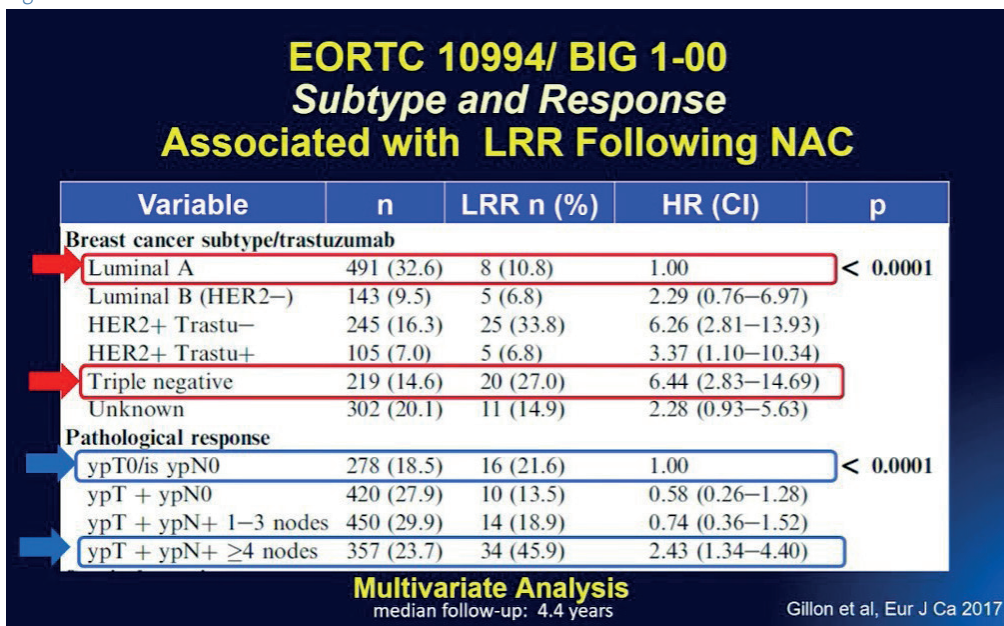 EORTC 10994/ BIG 1-00
Subtype and Response
Associated with LRR Following NAC
Variable n LRR n (%) HR (CI) p
Breast cancer subtype/trastuzumab
Luminal A 491 (32.6) 8 (10.8) 1.00 < 0.0001
Luminal B (HER2−) 143 (9.5) 5 (6.8) 2.29 (0.76−6.97)
HER2+ Trastu− 245 (16.3) 25 (33.8) 6.26 (2.81−13.93)
HER2+ Trastu+ 105 (7.0) 5 (6.8) 3.37 (1.10−10.34)
Triple negative 219 (14.6) 20 (27.0) 6.44 (2.83−14.69)
Unknown 302 (20.1) 11 (14.9) 2.28 (0.93−5.63)
Pathological response
ypT0/is ypN0 278 (18.5) 16 (21.6) 1.00 < 0.0001
ypT + ypN0 420 (27.9) 10 (13.5) 0.58 (0.26−1.28)
ypT + ypN+ 1−3 nodes 450 (29.9) 14 (18.9) 0.74 (0.36−1.52)
ypT + ypN+ ≥4 nodes 357 (23.7) 34 (45.9) 2.43 (1.34−4.40)
Multivariate Analysis
median follow-up: 4.4 years
Gillon et al, Eur J Ca 2017